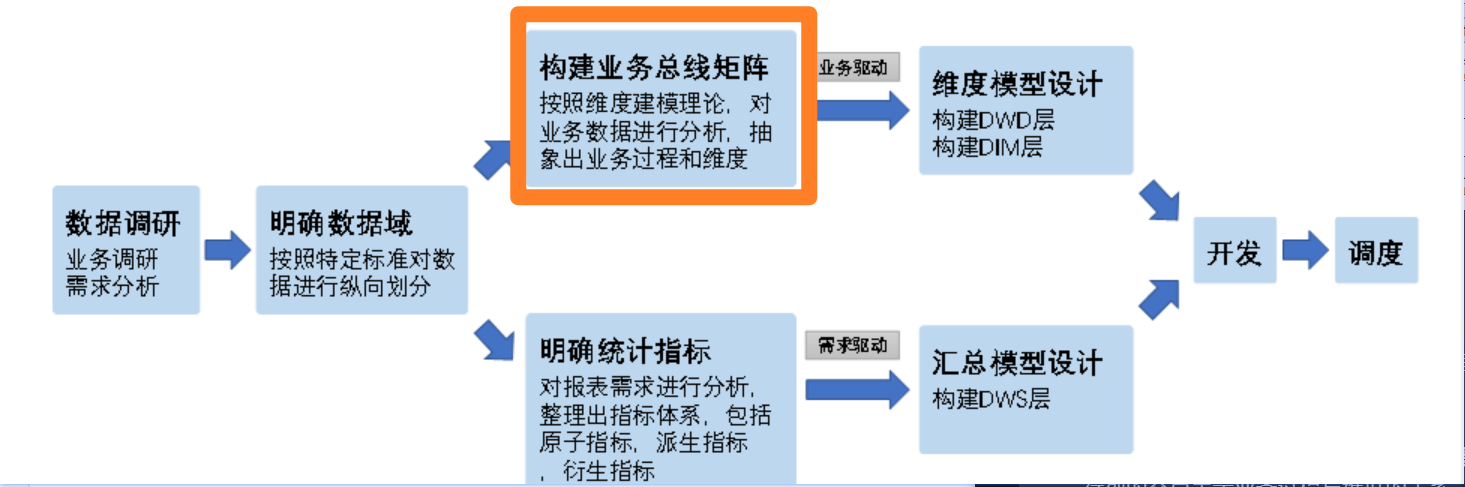 数据调研
业务调研
需求分析
明确数据域
按照特定标准对数
据进行纵向划分
构建业务总线矩阵
按照维度建模理论，对
业务数据进行分析，抽
象出业务过程和维度
业务驱动
维度模型设计
构建DWD层
构建DIM层
明确统计指标
对报表需求进行分析，
整理出指标体系，包括
原子指标，派生指标
，衍生指标
需求驱动
汇总模型设计
构建DWS层
开发
调度